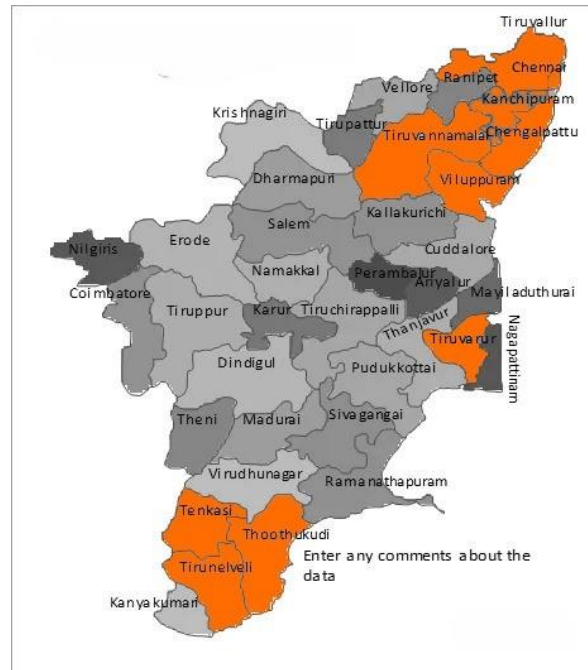 Tiruvallur
Ranipet
Chennai
Vellore
Kanchipuram
Krishnagiri
Tirupattur
Tiruvannamalai
Chengalpattu
Dharmapuri
Viluppuram
Salem
Kallakurichi
Nilgiris
Erode
Cuddalore
Namakkal
Perambalur
Ariyalur
Coimbatore
Mayiladuthurai
Tiruppur
Karur
Tiruchirappalli
Thanjavur
Tiruvarur
Nagapattinam
Dindigul
Pudukkottai
Theni
Madurai
Sivagangai
Virudhunagar
Ramanathapuram
Tenkasi
Thoothukudi
Enter any comments about the
data
Tirunelveli
Kanyakumari